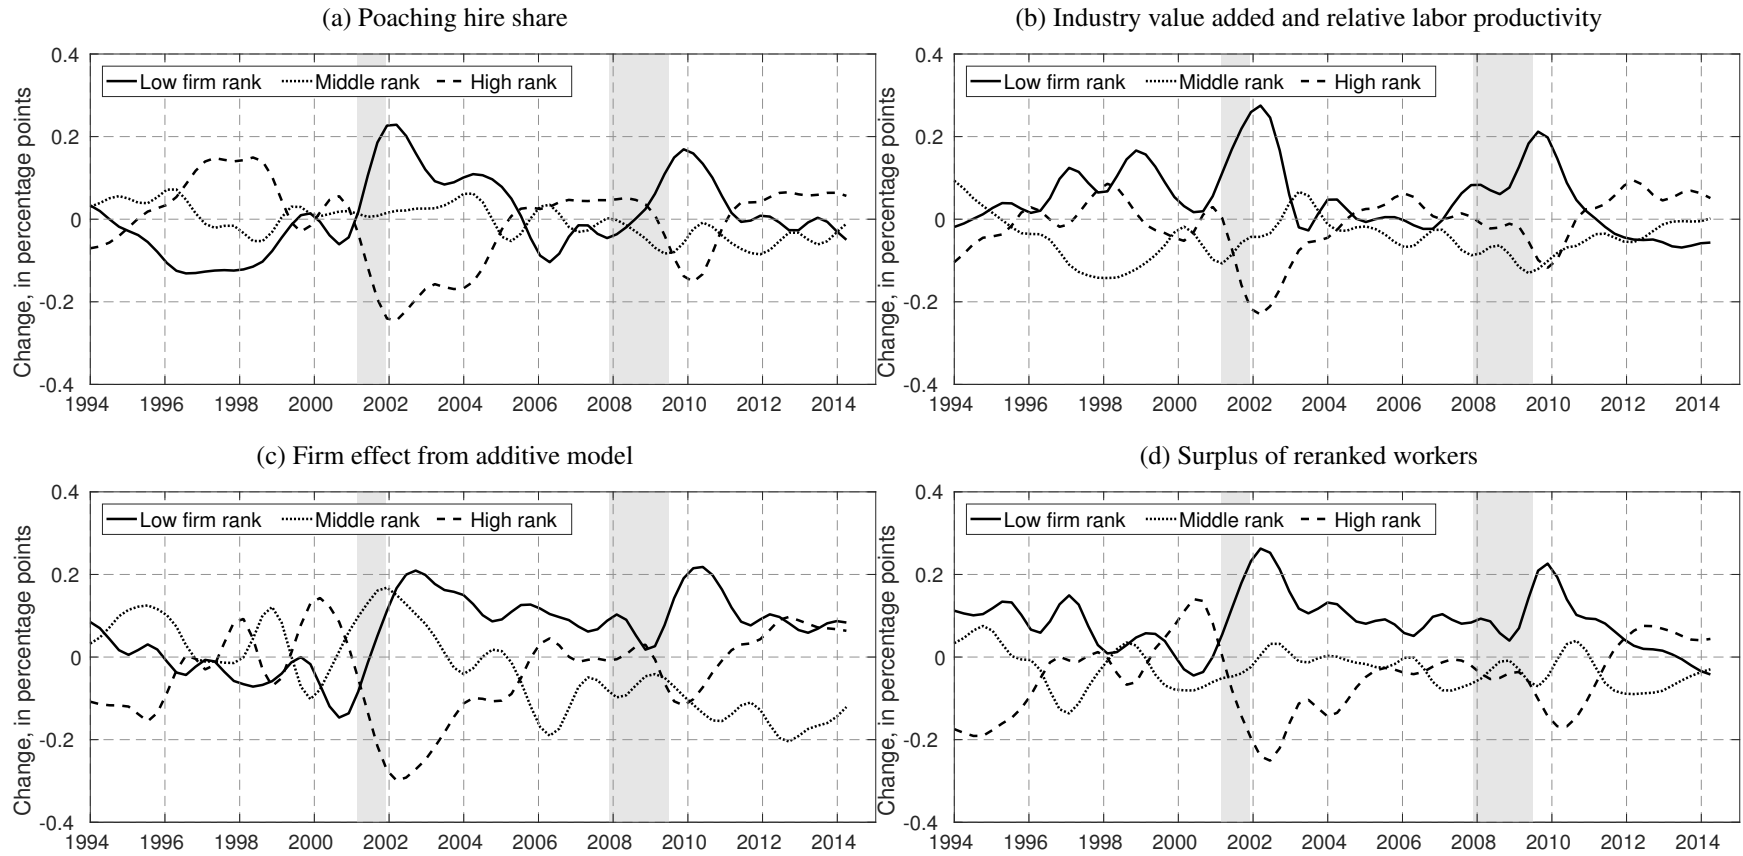 (a) Poaching hire share
Change, in percentage points
0.4
0.2
0
-0.2
-0.4
Low firm rank Middle rank High rank
1994 1996 1998 2000 2002 2004 2006 2008 2010 2012 2014
(b) Industry value added and relative labor productivity
Change, in percentage points
0.4
0.2
0
-0.2
-0.4
Low firm rank Middle rank High rank
1994 1996 1998 2000 2002 2004 2006 2008 2010 2012 2014
(c) Firm effect from additive model
Change, in percentage points
0.4
0.2
0
-0.2
-0.4
Low firm rank Middle rank High rank
1994 1996 1998 2000 2002 2004 2006 2008 2010 2012 2014
(d) Surplus of reranked workers
Change, in percentage points
0.4
0.2
0
-0.2
-0.4
Low firm rank Middle rank High rank
1994 1996 1998 2000 2002 2004 2006 2008 2010 2012 2014